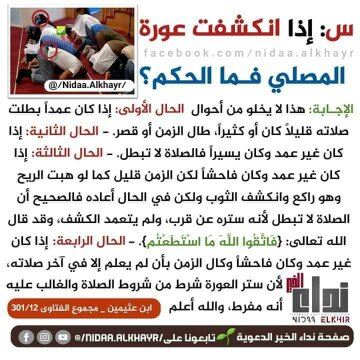 س: إذا انكشفت عورة
facebook.com/nidaa.alkhayr
المصلي فما الحكم؟
@/Nidaa.Alkhayr/
الإجابة: هذا لا يخلو من أحوال الحال الأولى: إذا كان عمداً بطلت
صلاته قليلاً كان أو كثيراً، طال الزمن أو قصر. - الحال الثانية: إذا
كان غير عمد وكان يسيراً فالصلاة لا تبطل. - الحال الثالثة: إذا
كان غير عمد وكان فاحشاً لكن الزمن قليل كما لو هبت الريح
وهو راكع وانكشف الثوب ولكن في الحال أعاده فالصحيح أن
الصلاة لا تبطل لأنه ستره عن قرب، ولم يتعمد الكشف، وقد قال
الله تعالى: {فَاتَّقُوا اللَّهَ مَا اسْتَطَعْتُمْ}. - الحال الرابعة: إذا كان
غير عمد وكان فاحشاً وكال الزمن بأن لم يعلم إلا في آخر صلاته،
لأن ستر العورة شرط من شروط الصلاة والغالب عليه
أنه مفرط، والله أعلم
ابن عثيمين _ مجموع الفتاوى 301/12
نداء الخير
NIDAA ELKHIR
صفحة نداء الخير الدعوية
تابعونا على/NIDAA.ALKHAYR/@